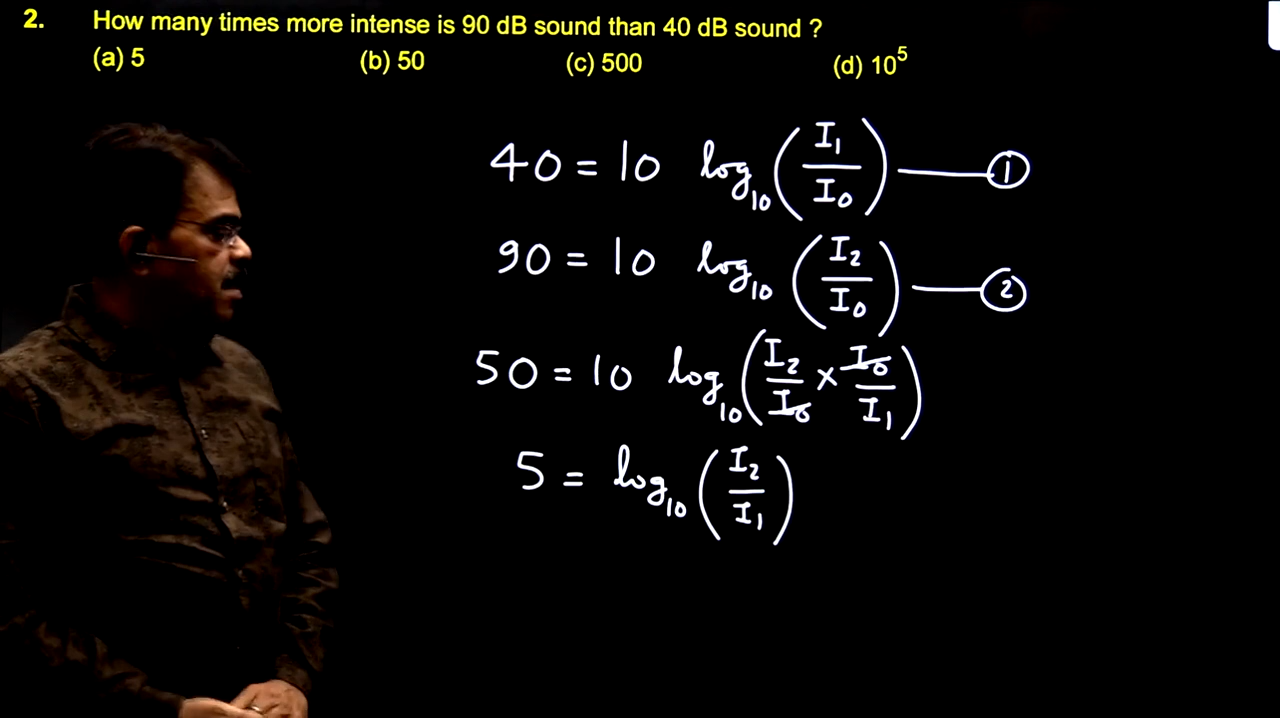 2. How many times more intense is 90 dB sound than 40 dB sound ?
(a) 5 (b) 50 (c) 500 (d) 10⁵
40 = 10 log₁₀ (I₁/I₀) —— ①
90 = 10 log₁₀ (I₂/I₀) —— ②
50 = 10 log₁₀ (I₂/I₀ × I₀/I₁)
5 = log₁₀ (I₂/I₁)